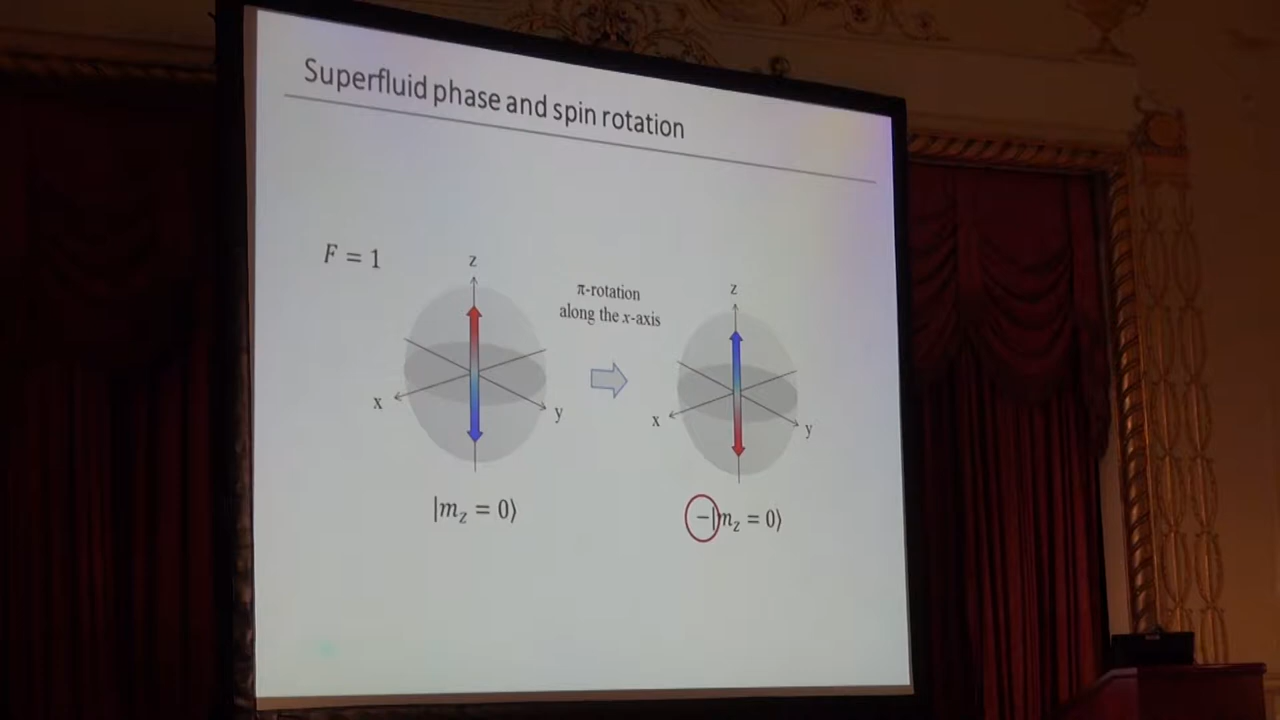 Superfluid phase and spin rotation
F = 1
z
x
y
|m_z = 0⟩
π-rotation
along the x-axis
z
x
y
−|m_z = 0⟩